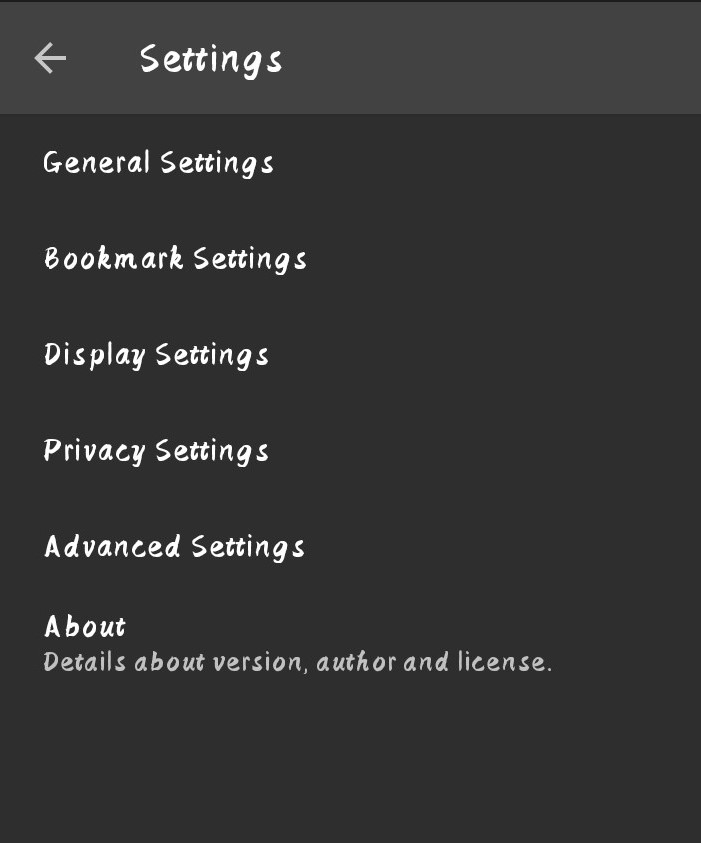 Settings
General Settings
Bookmark Settings
Display Settings
Privacy Settings
Advanced Settings
About
Details about version, author and license.